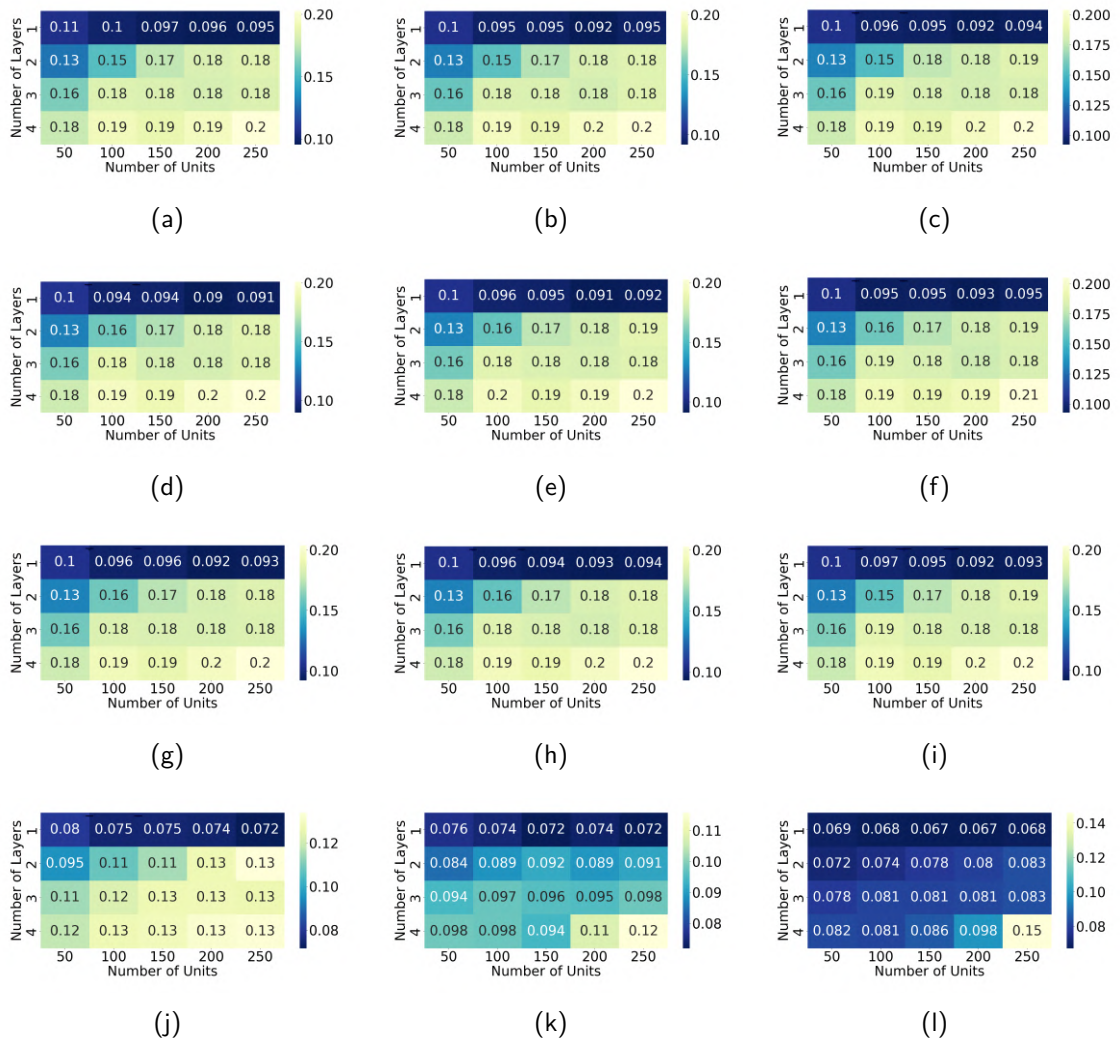 0.11 0.1 0.097 0.096 0.095
0.13 0.15 0.17 0.18 0.18
0.16 0.18 0.18 0.18 0.18
0.18 0.19 0.19 0.19 0.2
1 2 3 4
Number of Layers
50 100 150 200 250
Number of Units
0.20
0.15
0.10
(a)
0.1 0.095 0.095 0.092 0.095
0.13 0.15 0.17 0.18 0.18
0.16 0.18 0.18 0.18 0.18
0.18 0.19 0.19 0.2 0.2
1 2 3 4
Number of Layers
50 100 150 200 250
Number of Units
0.20
0.15
0.10
(b)
0.1 0.096 0.095 0.092 0.094
0.13 0.15 0.18 0.18 0.19
0.16 0.19 0.18 0.18 0.18
0.18 0.19 0.19 0.2 0.2
1 2 3 4
Number of Layers
50 100 150 200 250
Number of Units
0.200
0.175
0.150
0.125
0.100
(c)
0.1 0.094 0.094 0.09 0.091
0.13 0.16 0.17 0.18 0.18
0.16 0.18 0.18 0.18 0.18
0.18 0.19 0.19 0.2 0.2
1 2 3 4
Number of Layers
50 100 150 200 250
Number of Units
0.20
0.15
0.10
(d)
0.1 0.096 0.095 0.091 0.092
0.13 0.16 0.17 0.18 0.19
0.16 0.18 0.18 0.18 0.18
0.18 0.2 0.19 0.19 0.2
1 2 3 4
Number of Layers
50 100 150 200 250
Number of Units
0.20
0.15
0.10
(e)
0.1 0.095 0.095 0.093 0.095
0.13 0.16 0.17 0.18 0.19
0.16 0.19 0.18 0.18 0.18
0.18 0.19 0.19 0.2 0.21
1 2 3 4
Number of Layers
50 100 150 200 250
Number of Units
0.200
0.175
0.150
0.125
0.100
(f)
0.1 0.096 0.096 0.092 0.093
0.13 0.16 0.17 0.18 0.18
0.16 0.18 0.18 0.18 0.18
0.18 0.19 0.19 0.2 0.2
1 2 3 4
Number of Layers
50 100 150 200 250
Number of Units
0.20
0.15
0.10
(g)
0.1 0.096 0.094 0.093 0.094
0.13 0.16 0.17 0.18 0.18
0.16 0.18 0.18 0.18 0.18
0.18 0.19 0.19 0.2 0.2
1 2 3 4
Number of Layers
50 100 150 200 250
Number of Units
0.20
0.15
0.10
(h)
0.1 0.097 0.095 0.092 0.093
0.13 0.15 0.17 0.18 0.19
0.16 0.19 0.18 0.18 0.18
0.18 0.19 0.19 0.2 0.2
1 2 3 4
Number of Layers
50 100 150 200 250
Number of Units
0.20
0.15
0.10
(i)
0.08 0.075 0.075 0.074 0.072
0.095 0.11 0.11 0.13 0.13
0.11 0.12 0.13 0.13 0.13
0.12 0.13 0.13 0.13 0.13
1 2 3 4
Number of Layers
50 100 150 200 250
Number of Units
0.12
0.10
0.08
(j)
0.076 0.074 0.072 0.074 0.072
0.084 0.089 0.092 0.089 0.091
0.094 0.097 0.096 0.095 0.098
0.098 0.098 0.094 0.11 0.12
1 2 3 4
Number of Layers
50 100 150 200 250
Number of Units
0.11
0.10
0.09
0.08
(k)
0.069 0.068 0.067 0.067 0.068
0.072 0.074 0.078 0.08 0.083
0.078 0.081 0.081 0.081 0.083
0.082 0.081 0.086 0.098 0.15
1 2 3 4
Number of Layers
50 100 150 200 250
Number of Units
0.14
0.12
0.10
0.08
(l)